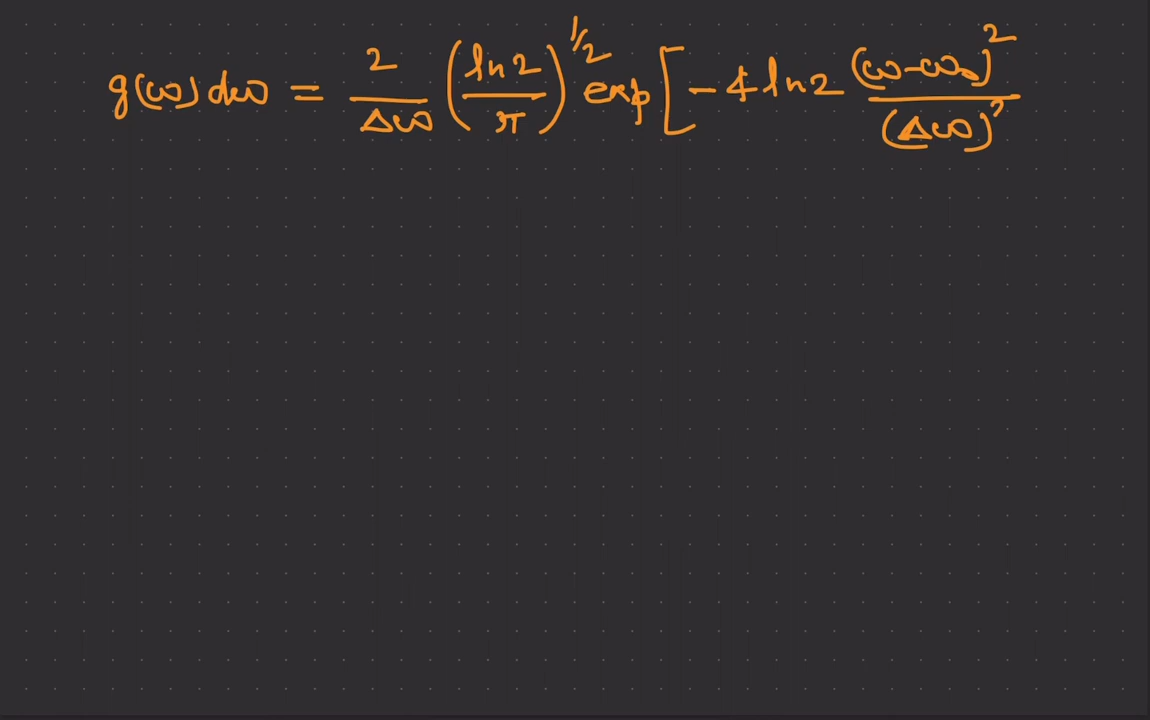 g(ω) dω = 2/Δω (ln2/π)^1/2 exp[-4 ln2 (ω-ω₀)²/(Δω)²